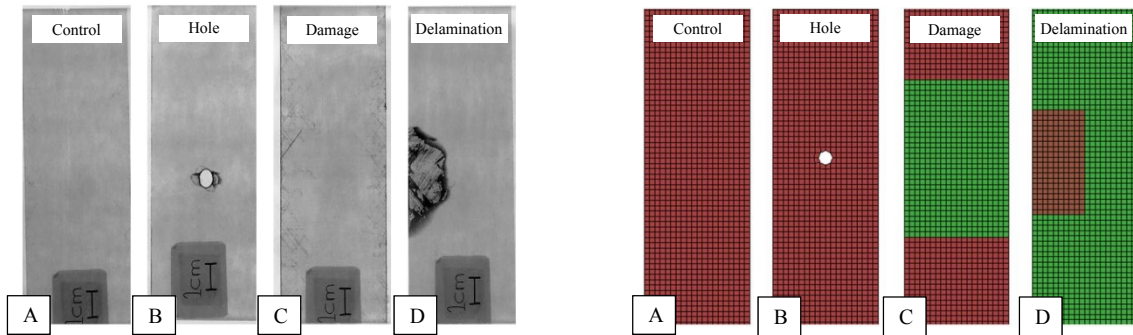 Control
Hole
Damage
Delamination
1cm
1cm
1cm
1cm
A
B
C
D
Control
Hole
Damage
Delamination
A
B
C
D